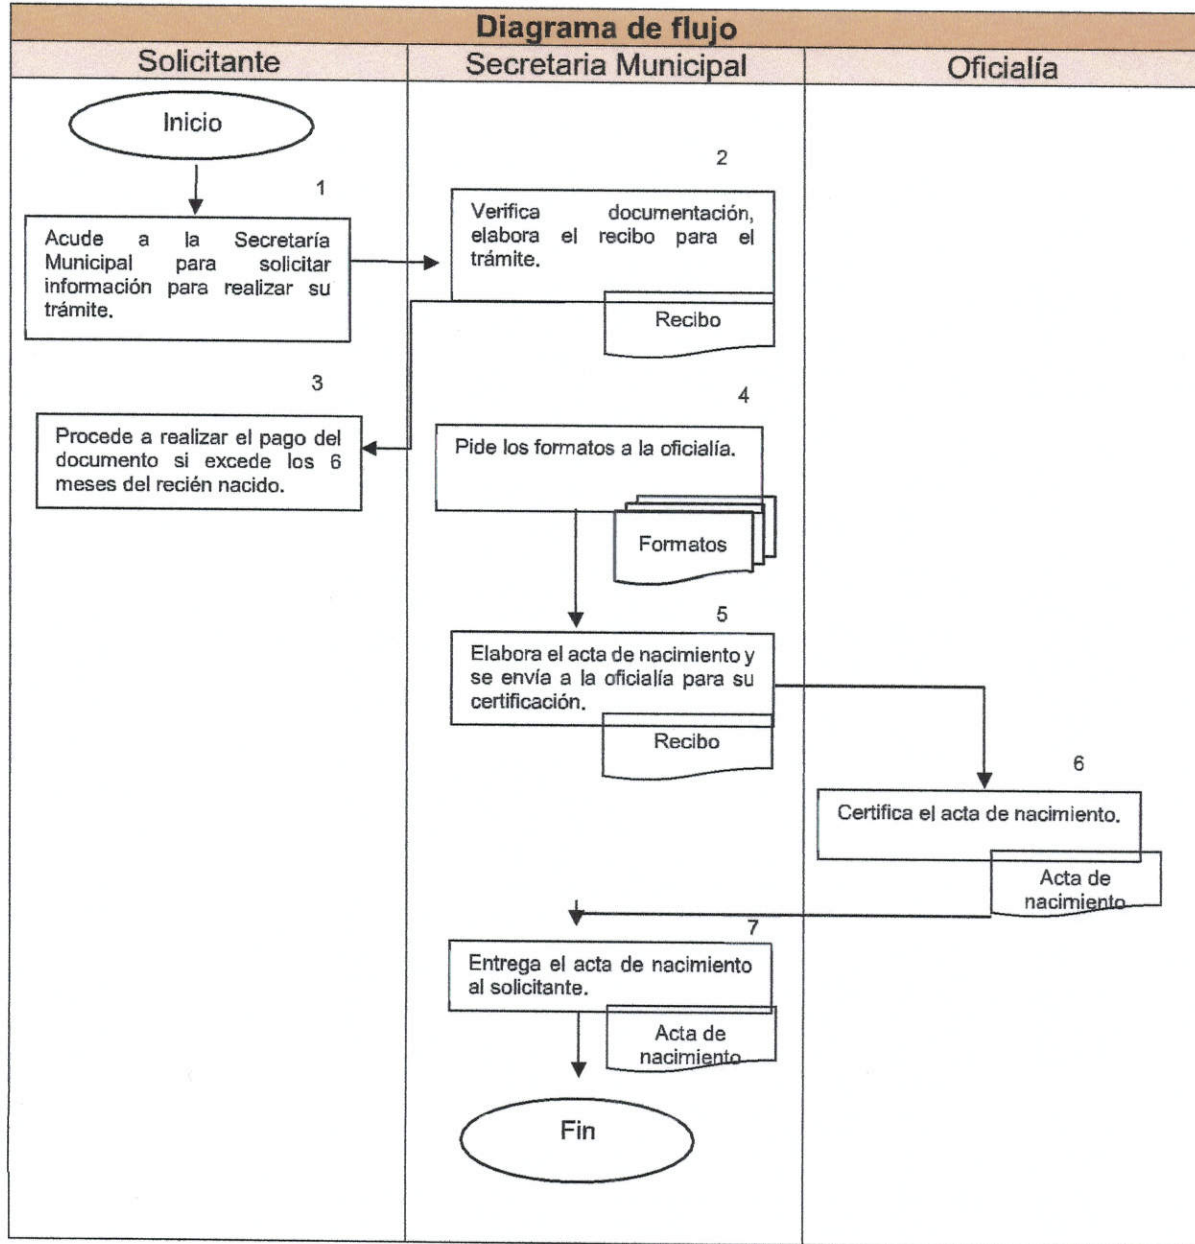 Diagrama de flujo
Solicitante
Secretaria Municipal
Oficialía
Inicio
1
Acude a la Secretaría
Municipal para solicitar
información para realizar su
trámite.
2
Verifica documentación,
elabora el recibo para el
trámite.
Recibo
3
Procede a realizar el pago del
documento si excede los 6
meses del recién nacido.
4
Pide los formatos a la oficialía.
Formatos
5
Elabora el acta de nacimiento y
se envía a la oficialía para su
certificación.
Recibo
6
Certifica el acta de nacimiento.
Acta de
nacimiento
7
Entrega el acta de nacimiento
al solicitante.
Acta de
nacimiento
Fin